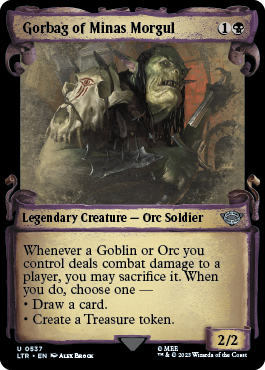 Gorbag of Minas Morgul 1
Legendary Creature — Orc Soldier
Whenever a Goblin or Orc you
control deals combat damage to a
player, you may sacrifice it. When
you do, choose one —
• Draw a card.
• Create a Treasure token.
2/2
U 0537
LTR • EN ALEX BROCK
© MEE
™ & © 2023 Wizards of the Coast